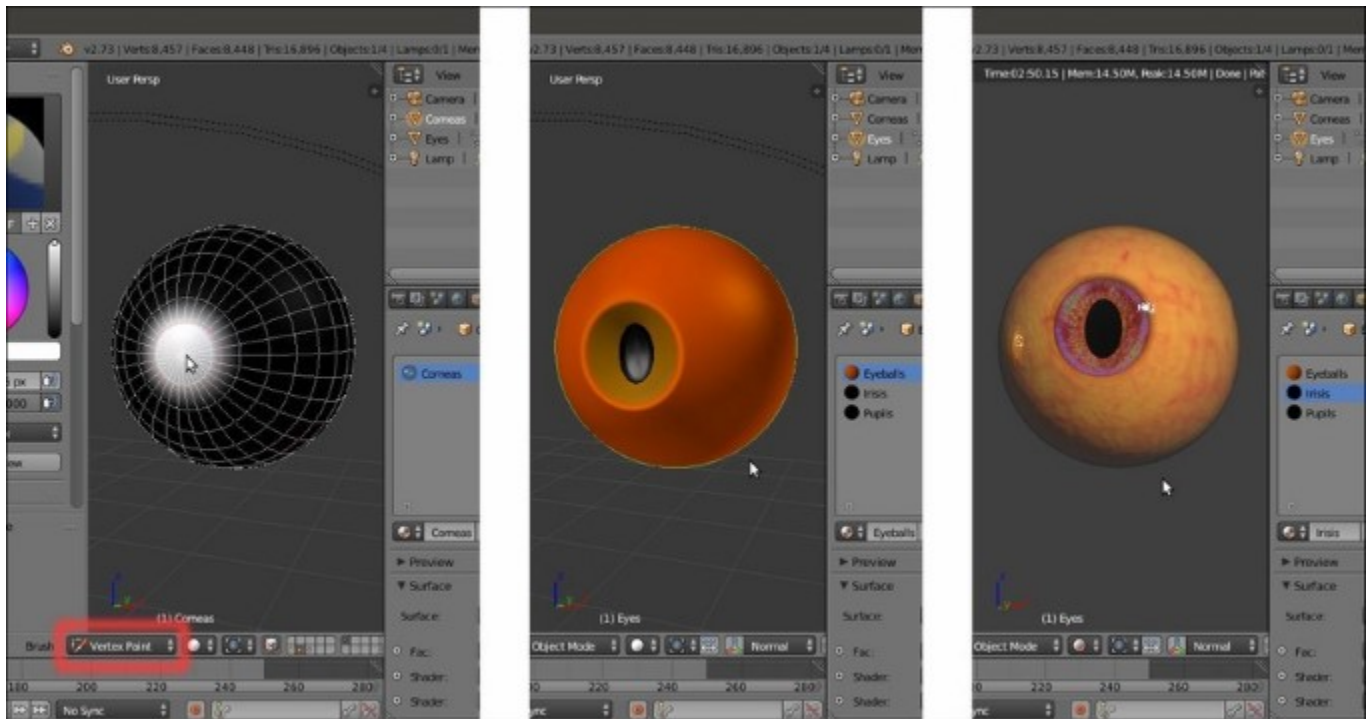 v2.73 | Verts:8,457 | Faces:8,448 | Tris:16,896 | Objects:1/4 | Lamps:0/1 | Mem
User Persp
View
Camera
Corneas
Eyes
Lamp
Corneas
Corneas
Preview
Surface
Surface:
Fac:
Shader:
Shader:
(1) Corneas
Brush
Vertex Paint
180 200 220 240 260 280
No Sync
2.73 | Verts:8,457 | Faces:8,448 | Tris:16,896 | Objects:1/4 | Lamps:0/1 | Mem
User Persp
View
Camera
Corneas
Eyes
Lamp
Eyeballs
Irisis
Pupils
Eyeballs
Preview
Surface
Surface:
Fac:
Shader:
Shader:
(1) Eyes
Object Mode
Normal
220 240 260 280
2.73 | Verts:8,457 | Faces:8,448 | Tris:16,896 | Objects:1/4 | Lamps:0/1 | Mem
Time:02:50.15 | Mem:14.50M, Peak:14.50M | Done | Pat
View
Camera
Corneas
Eyes
Lamp
Eyeballs
Irisis
Pupils
Irisis
Preview
Surface
Surface:
Fac:
Shader:
Shader:
(1) Eyes
Object Mode
Normal
220 240 260 280